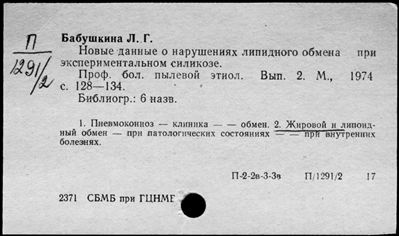 П
1291/2
Бабушкина Л. Г.
Новые данные о нарушениях липидного обмена при
экспериментальном силикозе.
Проф. бол. пылевой этиол. Вып. 2. М., 1974
с. 128—134.
Библиогр.: 6 назв.
1. Пневмокониоз — клиника — — обмен. 2. Жировой и липоид-
ный обмен — при патологических состояниях — — при внутренних
болезнях.
П-2-2в-3-3в П/1291/2 17
2371 СБМБ при ГЦНМБ